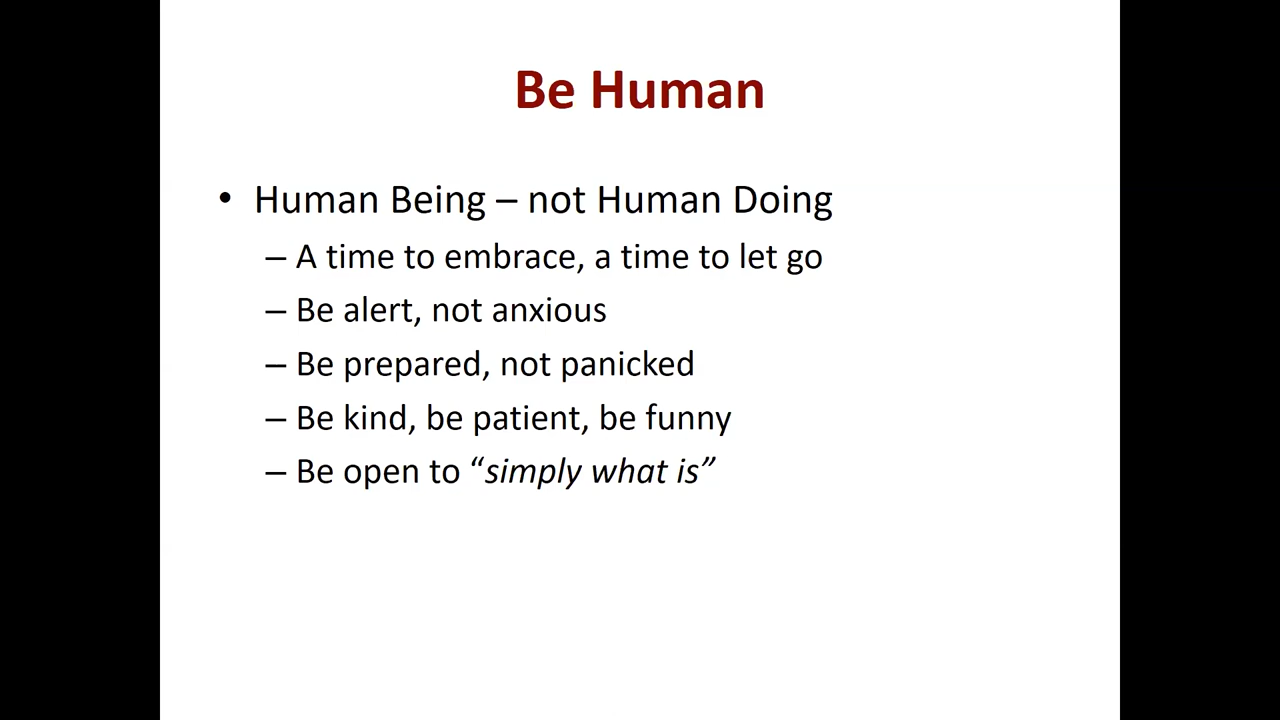 Be Human
• Human Being – not Human Doing
– A time to embrace, a time to let go
– Be alert, not anxious
– Be prepared, not panicked
– Be kind, be patient, be funny
– Be open to “simply what is”